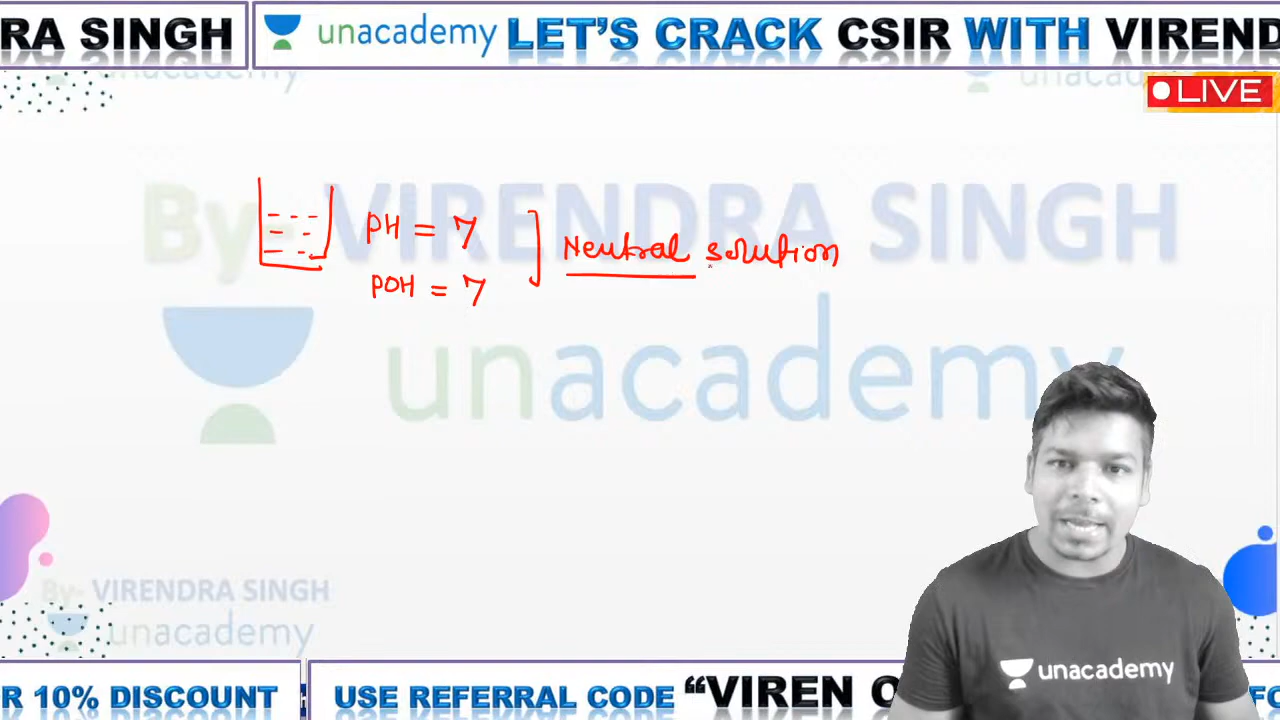 RA SINGH unacademy LET'S CRACK CSIR WITH VIREND
LIVE
By- VIRENDRA SINGH
PH = 7
Neutral solution
POH = 7
unacademy
By- VIRENDRA SINGH
unacademy
unacademy
R 10% DISCOUNT USE REFERRAL CODE "VIREN